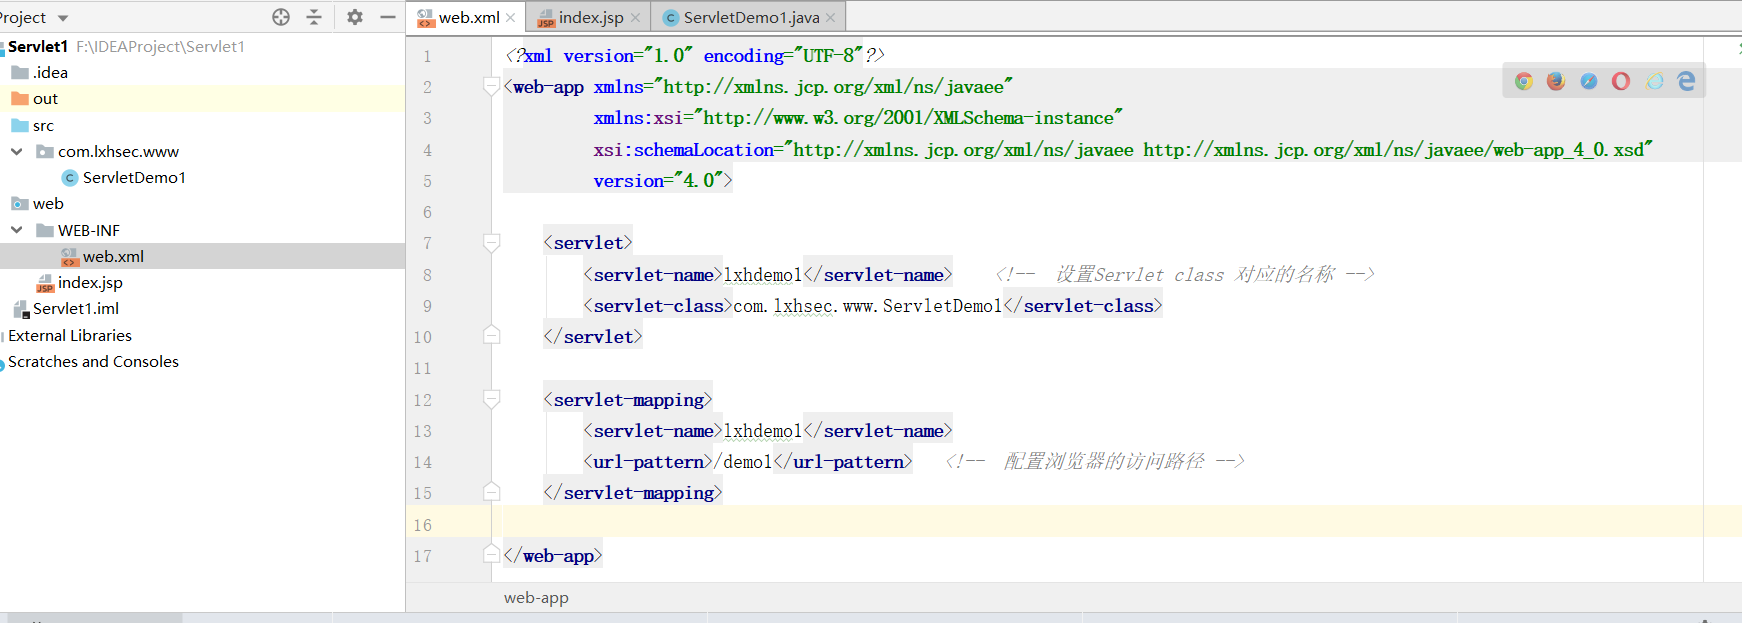 Project
Servlet1 F:\IDEAProject\Servlet1
.idea
out
src
com.lxhsec.www
ServletDemo1
web
WEB-INF
web.xml
index.jsp
Servlet1.iml
External Libraries
Scratches and Consoles
web.xml index.jsp ServletDemo1.java
1 <?xml version="1.0" encoding="UTF-8"?>
2 <web-app xmlns="http://xmlns.jcp.org/xml/ns/javaee"
3 xmlns:xsi="http://www.w3.org/2001/XMLSchema-instance"
4 xsi:schemaLocation="http://xmlns.jcp.org/xml/ns/javaee http://xmlns.jcp.org/xml/ns/javaee/web-app_4_0.xsd"
5 version="4.0">
6
7 <servlet>
8 <servlet-name>lxhdemo1</servlet-name> <!-- 设置Servlet class 对应的名称 -->
9 <servlet-class>com.lxhsec.www.ServletDemo1</servlet-class>
10 </servlet>
11
12 <servlet-mapping>
13 <servlet-name>lxhdemo1</servlet-name>
14 <url-pattern>/demo1</url-pattern> <!-- 配置浏览器的访问路径 -->
15 </servlet-mapping>
16
17 </web-app>
web-app